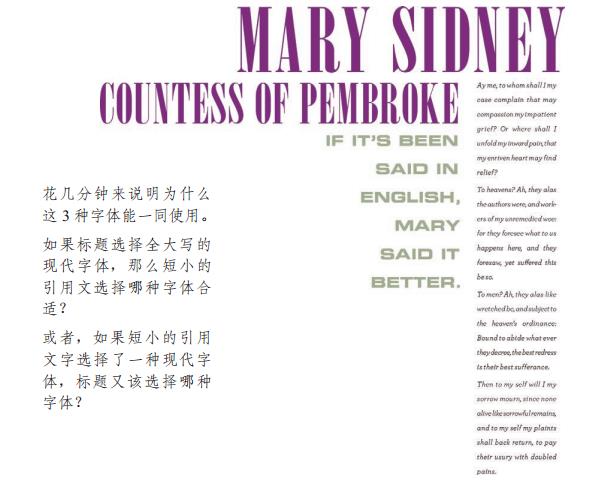 MARY SIDNEY
COUNTESS OF PEMBROKE
IF IT'S BEEN
SAID IN
ENGLISH,
MARY
SAID IT
BETTER.
花几分钟来说明为什么
这 3 种字体能一同使用。
如果标题选择全大写的
现代字体，那么短小的
引用文选择哪种字体合
适？
或者，如果短小的引用
文字选择了一种现代字
体，标题又该选择哪种
字体？
Ay me, to whom shall I my
case complain that may
compassion my impatient
grief? Or where shall I
unfold my inward pain, that
my enriven heart may find
relief?
To heavens? Ah, they alas
the authors were, and work-
ers of my unremedied woe:
for they foresee what to us
happens here, and they
foresaw, yet suffered this
be so.
To men? Ah, they alas like
wretched be, and subject to
the heaven's ordinance:
Bound to abide what ever
they decree, the best redress
is their best sufferance.
Then to my self will I my
sorrow mourn, since none
alive like sorrowful remains,
and to my self my plaints
shall back return, to pay
their usury with doubled
pains.